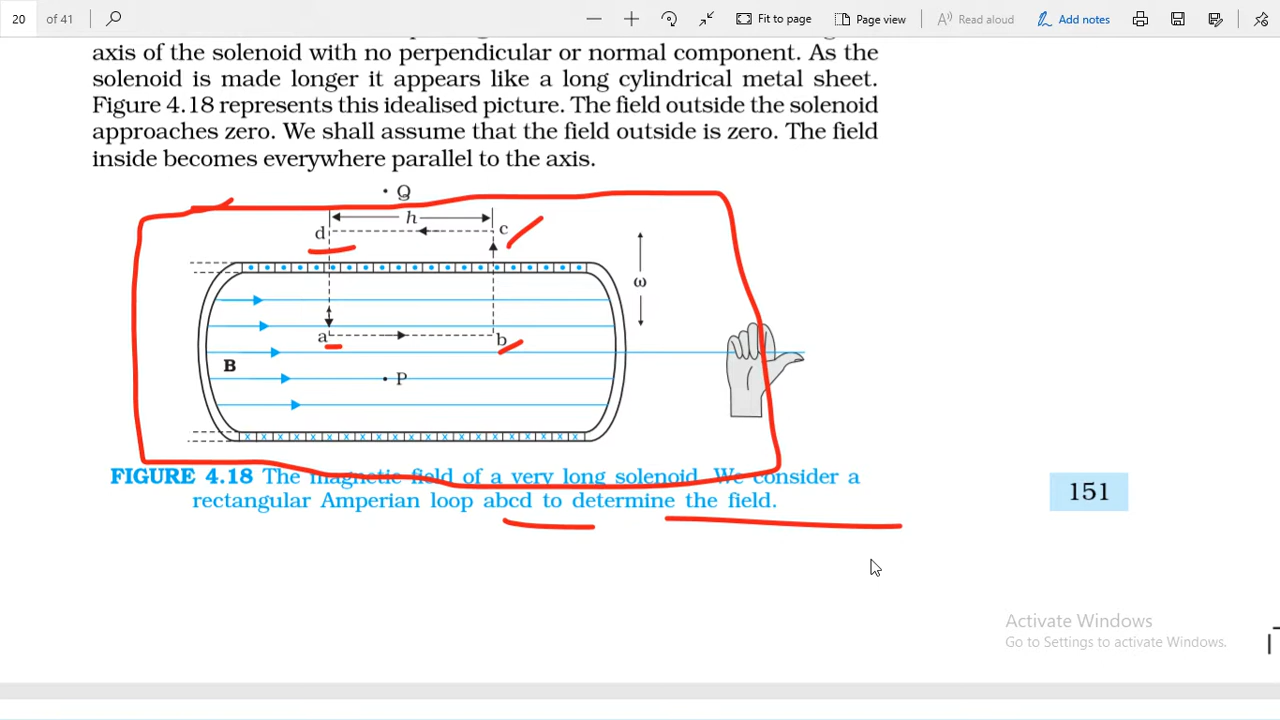 20 of 41 Fit to page Page view Read aloud Add notes
axis of the solenoid with no perpendicular or normal component. As the
solenoid is made longer it appears like a long cylindrical metal sheet.
Figure 4.18 represents this idealised picture. The field outside the solenoid
approaches zero. We shall assume that the field outside is zero. The field
inside becomes everywhere parallel to the axis.
Q
h
d c
ω
a b
B
P
FIGURE 4.18 The magnetic field of a very long solenoid. We consider a
rectangular Amperian loop abcd to determine the field.
151
Activate Windows
Go to Settings to activate Windows.